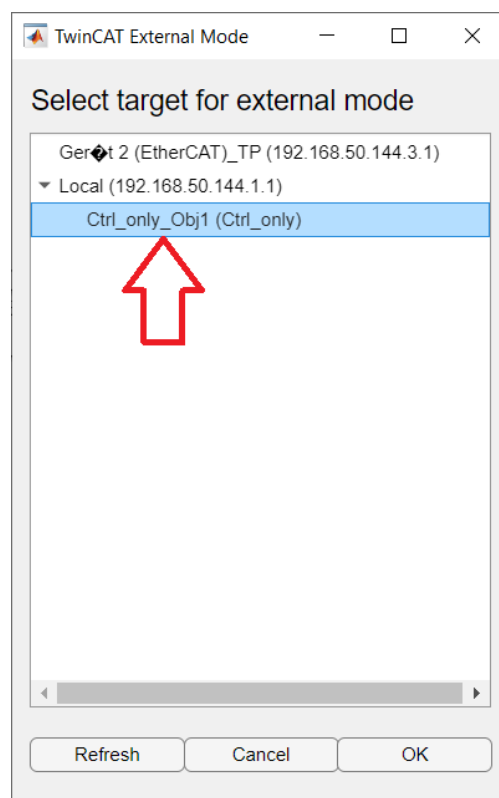 TwinCAT External Mode
Select target for external mode
Ger�t 2 (EtherCAT)_TP (192.168.50.144.3.1)
Local (192.168.50.144.1.1)
Ctrl_only_Obj1 (Ctrl_only)
Refresh Cancel OK